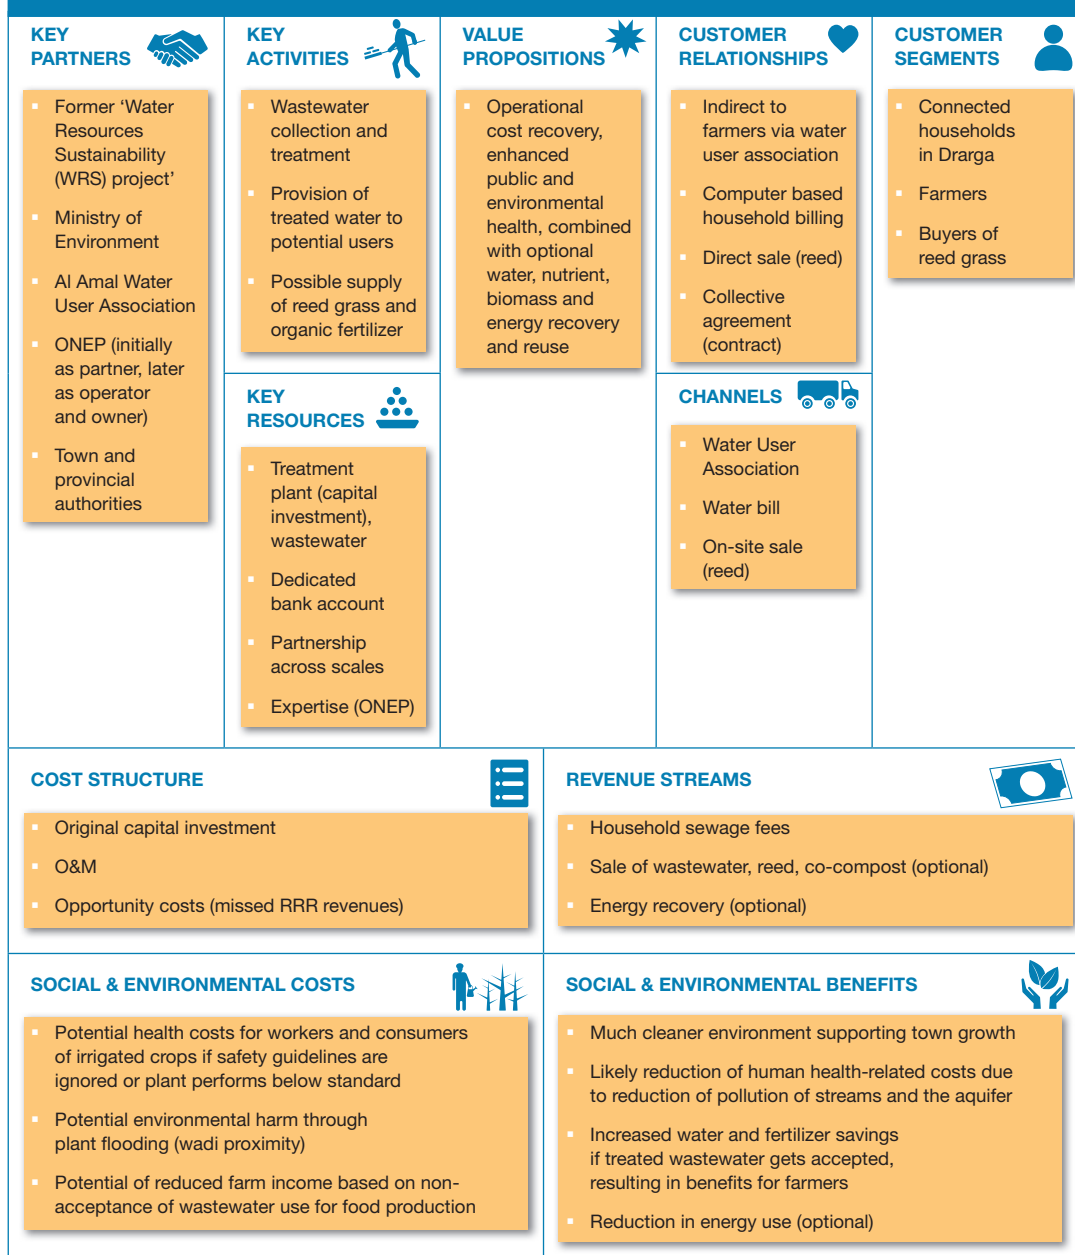 KEY
PARTNERS
Former ‘Water
Resources
Sustainability
(WRS) project’
Ministry of
Environment
Al Amal Water
User Association
ONEP (initially
as partner, later
as operator
and owner)
Town and
provincial
authorities
KEY
ACTIVITIES
Wastewater
collection and
treatment
Provision of
treated water to
potential users
Possible supply
of reed grass and
organic fertilizer
KEY
RESOURCES
Treatment
plant (capital
investment),
wastewater
Dedicated
bank account
Partnership
across scales
Expertise (ONEP)
VALUE
PROPOSITIONS
Operational
cost recovery,
enhanced
public and
environmental
health, combined
with optional
water, nutrient,
biomass and
energy recovery
and reuse
CUSTOMER
RELATIONSHIPS
Indirect to
farmers via water
user association
Computer based
household billing
Direct sale (reed)
Collective
agreement
(contract)
CHANNELS
Water User
Association
Water bill
On-site sale
(reed)
CUSTOMER
SEGMENTS
Connected
households
in Drarga
Farmers
Buyers of
reed grass
COST STRUCTURE
Original capital investment
O&M
Opportunity costs (missed RRR revenues)
REVENUE STREAMS
Household sewage fees
Sale of wastewater, reed, co-compost (optional)
Energy recovery (optional)
SOCIAL & ENVIRONMENTAL COSTS
Potential health costs for workers and consumers
of irrigated crops if safety guidelines are
ignored or plant performs below standard
Potential environmental harm through
plant flooding (wadi proximity)
Potential of reduced farm income based on non-
acceptance of wastewater use for food production
SOCIAL & ENVIRONMENTAL BENEFITS
Much cleaner environment supporting town growth
Likely reduction of human health-related costs due
to reduction of pollution of streams and the aquifer
Increased water and fertilizer savings
if treated wastewater gets accepted,
resulting in benefits for farmers
Reduction in energy use (optional)